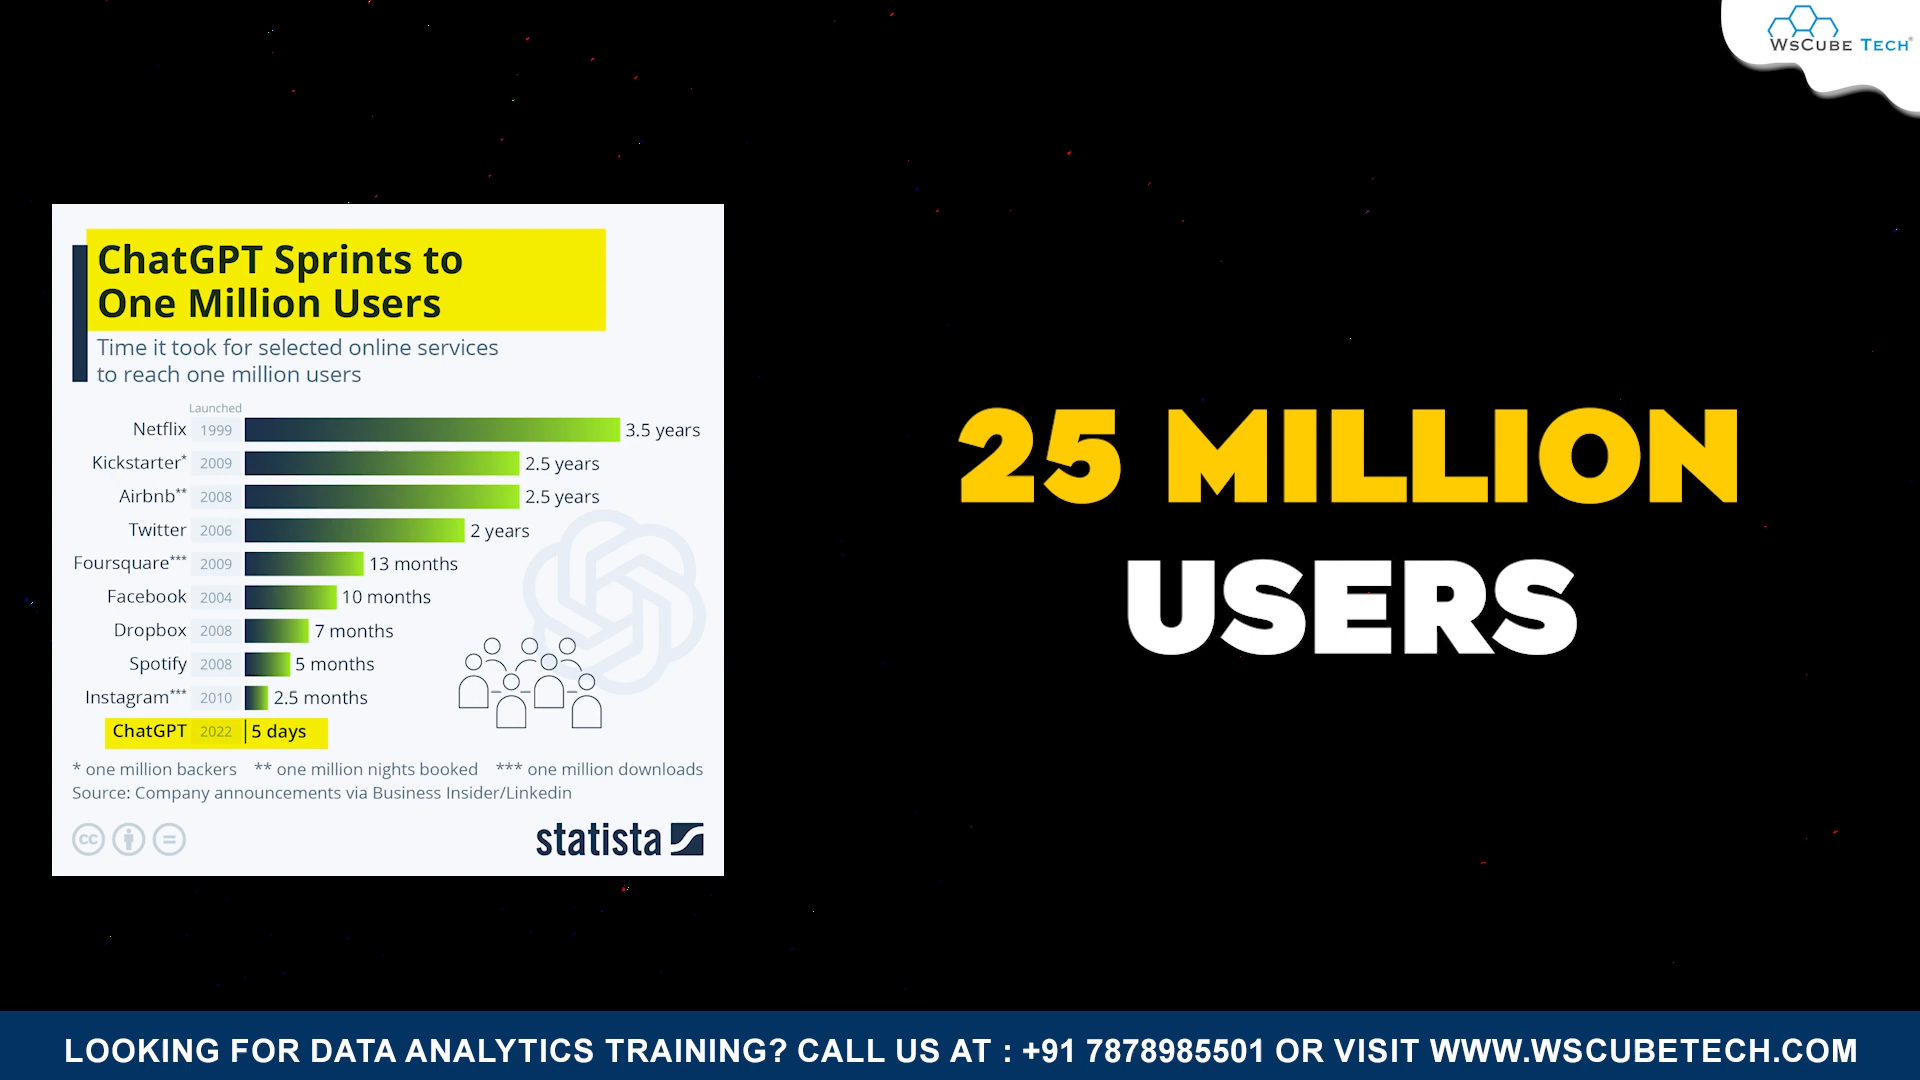 WsCube Tech
ChatGPT Sprints to
One Million Users
Time it took for selected online services
to reach one million users
Launched
Netflix 1999 3.5 years
Kickstarter* 2009 2.5 years
Airbnb** 2008 2.5 years
Twitter 2006 2 years
Foursquare*** 2009 13 months
Facebook 2004 10 months
Dropbox 2008 7 months
Spotify 2008 5 months
Instagram*** 2010 2.5 months
ChatGPT 2022 5 days
* one million backers ** one million nights booked *** one million downloads
Source: Company announcements via Business Insider/Linkedin
cc
statista
25 MILLION
USERS
LOOKING FOR DATA ANALYTICS TRAINING? CALL US AT : +91 7878985501 OR VISIT WWW.WSCUBETECH.COM